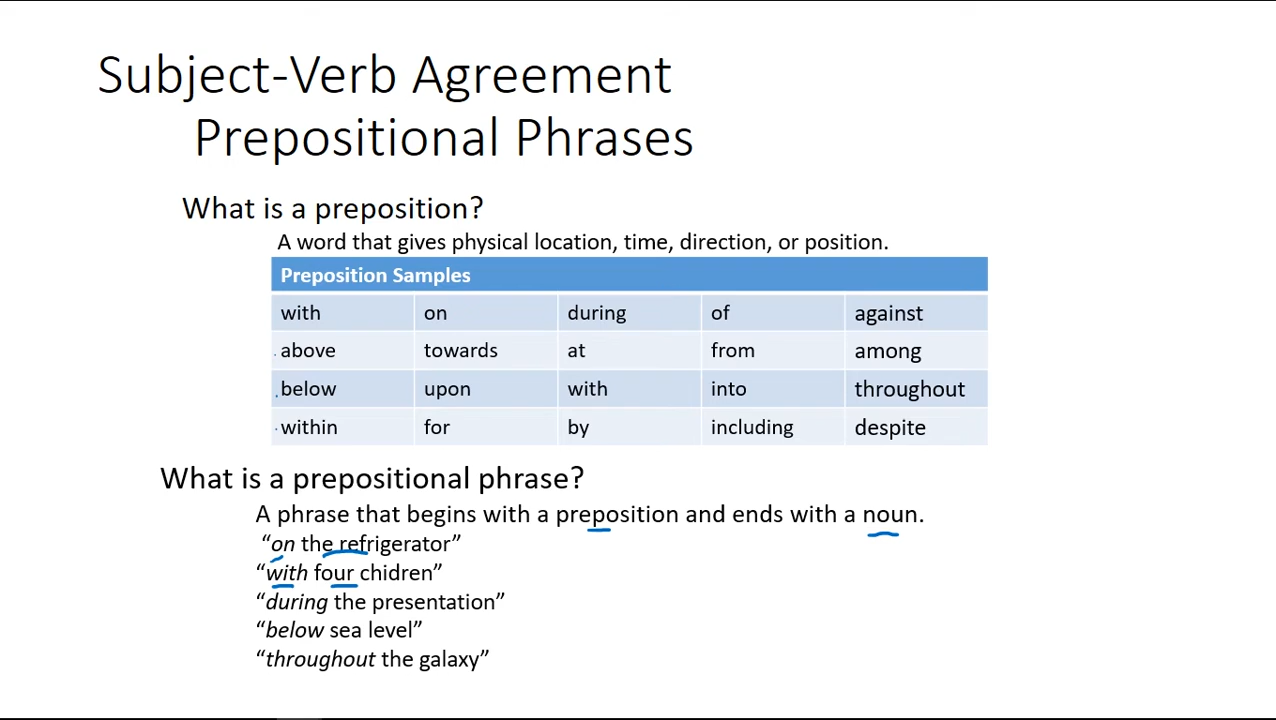 Subject-Verb Agreement
Prepositional Phrases
What is a preposition?
A word that gives physical location, time, direction, or position.
Preposition Samples
with on during of against
above towards at from among
below upon with into throughout
within for by including despite
What is a prepositional phrase?
A phrase that begins with a preposition and ends with a noun.
“on the refrigerator”
“with four chidren”
“during the presentation”
“below sea level”
“throughout the galaxy”